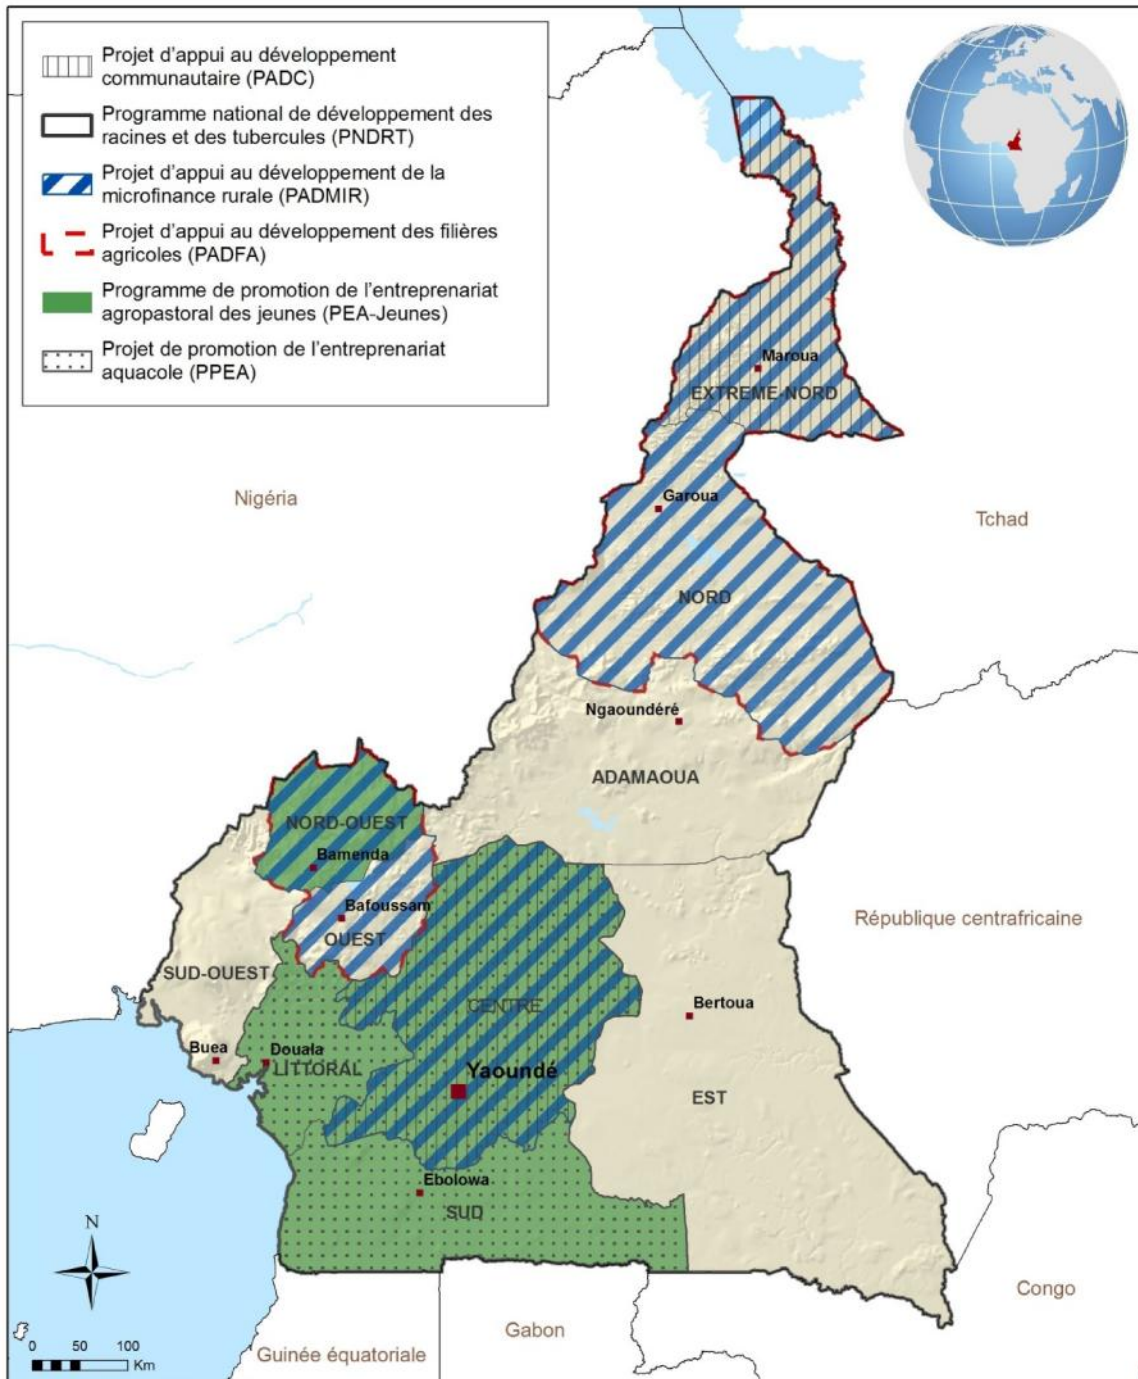 Projet d'appui au développement
communautaire (PADC)
Programme national de développement des
racines et des tubercules (PNDRT)
Projet d'appui au développement de la
microfinance rurale (PADMIR)
Projet d'appui au développement des filières
agricoles (PADFA)
Programme de promotion de l'entreprenariat
agropastoral des jeunes (PEA-Jeunes)
Projet de promotion de l'entreprenariat
aquacole (PPEA)
Maroua
EXTREME-NORD
Nigéria
Garoua
Tchad
NORD
Ngaoundéré
ADAMAOUA
NORD-OUEST
Bamenda
Bafoussam
République centrafricaine
OUEST
SUD-OUEST
CENTRE
Bertoua
Buea
Douala
LITTORAL
Yaoundé
EST
Ebolowa
SUD
N
Congo
Gabon
0 50 100
Km
Guinée équatoriale